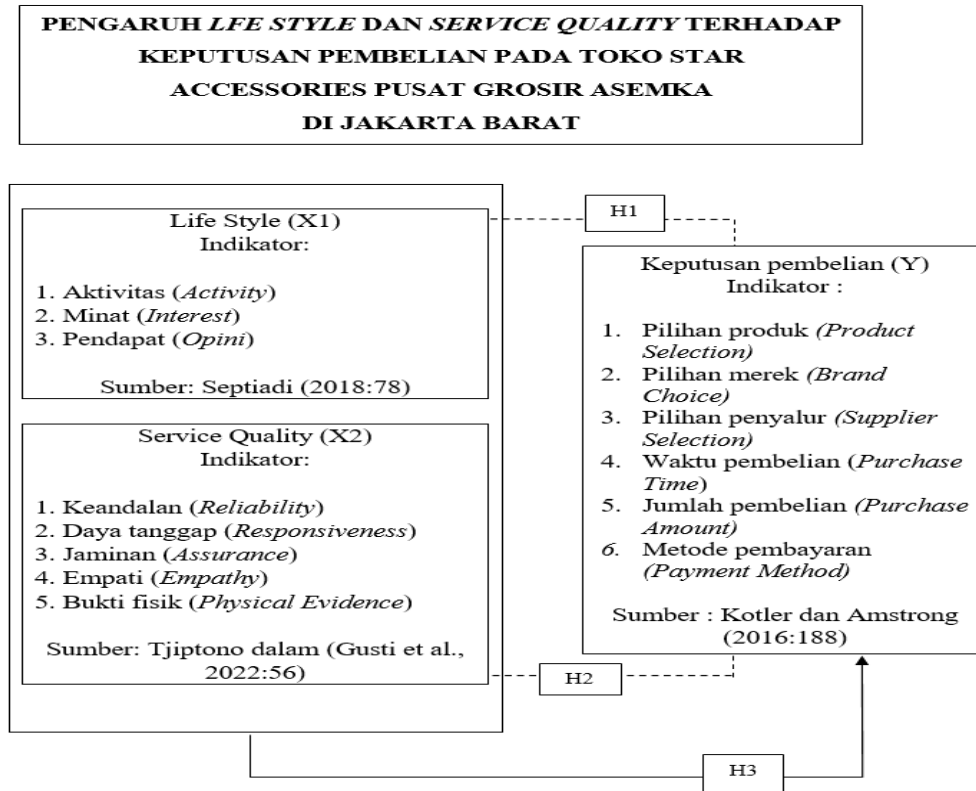 PENGARUH LFE STYLE DAN SERVICE QUALITY TERHADAP
KEPUTUSAN PEMBELIAN PADA TOKO STAR
ACCESSORIES PUSAT GROSIR ASEMKA
DI JAKARTA BARAT
Life Style (X1)
Indikator:
1. Aktivitas (Activity)
2. Minat (Interest)
3. Pendapat (Opini)
Sumber: Septiadi (2018:78)
Service Quality (X2)
Indikator:
1. Keandalan (Reliability)
2. Daya tanggap (Responsiveness)
3. Jaminan (Assurance)
4. Empati (Empathy)
5. Bukti fisik (Physical Evidence)
Sumber: Tjiptono dalam (Gusti et al.,
2022:56)
H1
Keputusan pembelian (Y)
Indikator :
1. Pilihan produk (Product
Selection)
2. Pilihan merek (Brand
Choice)
3. Pilihan penyalur (Supplier
Selection)
4. Waktu pembelian (Purchase
Time)
5. Jumlah pembelian (Purchase
Amount)
6. Metode pembayaran
(Payment Method)
Sumber : Kotler dan Amstrong
(2016:188)
H2
H3